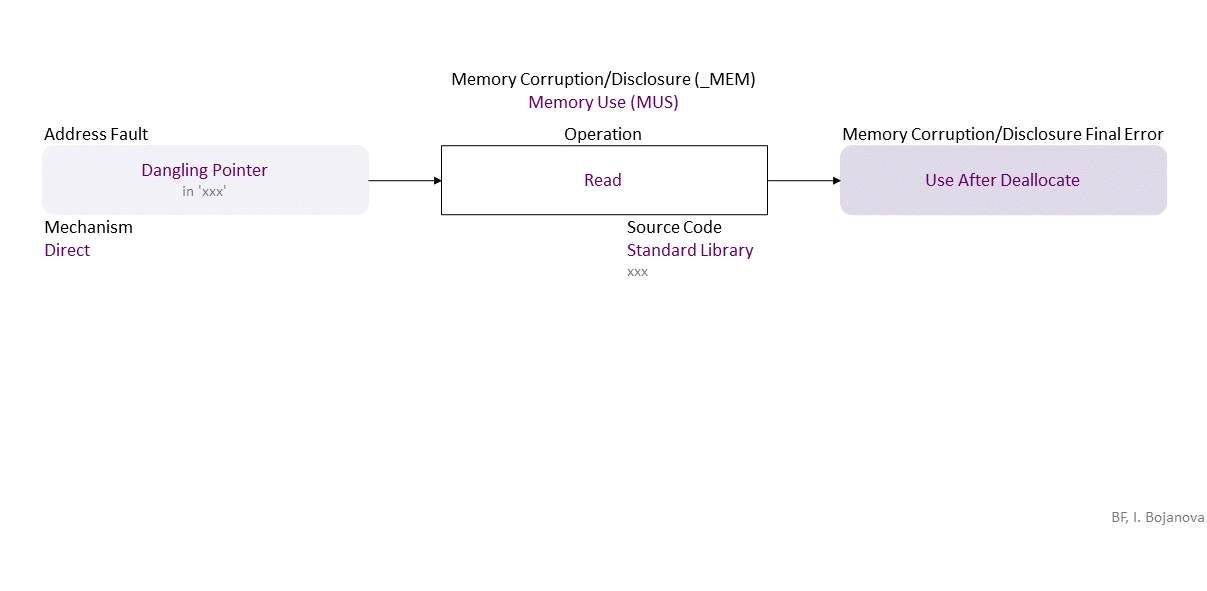 Memory Corruption/Disclosure (_MEM)
Memory Use (MUS)
Address Fault
Operation
Memory Corruption/Disclosure Final Error
Dangling Pointer
in 'xxx'
Read
Use After Deallocate
Mechanism
Direct
Source Code
Standard Library
xxx
BF, I. Bojanova